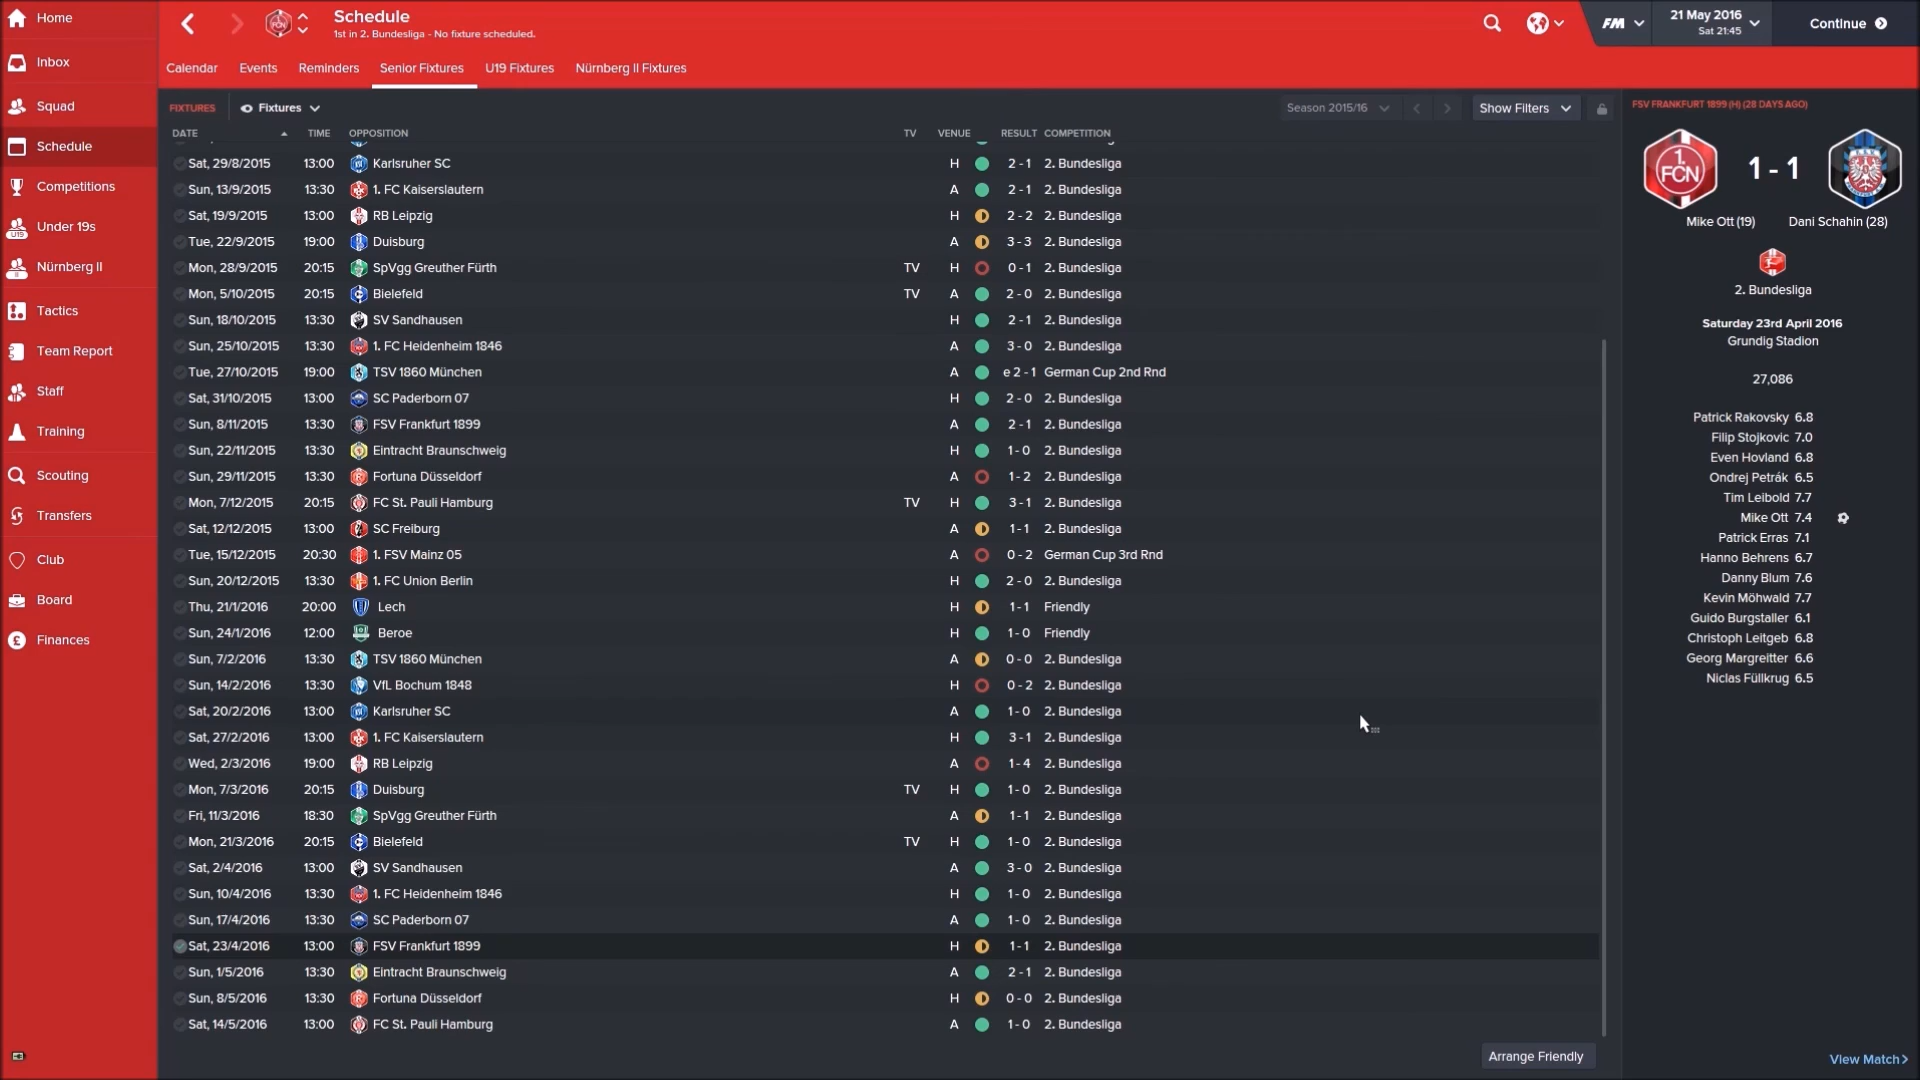 Home
Inbox
Squad
Schedule
Competitions
Under 19s
Nürnberg II
Tactics
Team Report
Staff
Training
Scouting
Transfers
Club
Board
Finances
Schedule
1st in 2. Bundesliga - No fixture scheduled.
FM
21 May 2016
Sat 21:45
Continue
Calendar Events Reminders Senior Fixtures U19 Fixtures Nürnberg II Fixtures
FIXTURES Fixtures Season 2015/16 Show Filters
DATE TIME OPPOSITION TV VENUE RESULT COMPETITION
Sat, 29/8/2015 13:00 Karlsruher SC H 2 - 1 2. Bundesliga
Sun, 13/9/2015 13:30 1. FC Kaiserslautern A 2 - 1 2. Bundesliga
Sat, 19/9/2015 13:00 RB Leipzig H 2 - 2 2. Bundesliga
Tue, 22/9/2015 19:00 Duisburg A 3 - 3 2. Bundesliga
Mon, 28/9/2015 20:15 SpVgg Greuther Fürth TV H 0 - 1 2. Bundesliga
Mon, 5/10/2015 20:15 Bielefeld TV A 2 - 0 2. Bundesliga
Sun, 18/10/2015 13:30 SV Sandhausen H 2 - 1 2. Bundesliga
Sun, 25/10/2015 13:30 1. FC Heidenheim 1846 A 3 - 0 2. Bundesliga
Tue, 27/10/2015 19:00 TSV 1860 München A e 2 - 1 German Cup 2nd Rnd
Sat, 31/10/2015 13:00 SC Paderborn 07 H 2 - 0 2. Bundesliga
Sun, 8/11/2015 13:30 FSV Frankfurt 1899 A 2 - 1 2. Bundesliga
Sun, 22/11/2015 13:30 Eintracht Braunschweig H 1 - 0 2. Bundesliga
Sun, 29/11/2015 13:30 Fortuna Düsseldorf A 1 - 2 2. Bundesliga
Mon, 7/12/2015 20:15 FC St. Pauli Hamburg TV H 3 - 1 2. Bundesliga
Sat, 12/12/2015 13:00 SC Freiburg A 1 - 1 2. Bundesliga
Tue, 15/12/2015 20:30 1. FSV Mainz 05 A 0 - 2 German Cup 3rd Rnd
Sun, 20/12/2015 13:30 1. FC Union Berlin H 2 - 0 2. Bundesliga
Thu, 21/1/2016 20:00 Lech H 1 - 1 Friendly
Sun, 24/1/2016 12:00 Beroe H 1 - 0 Friendly
Sun, 7/2/2016 13:30 TSV 1860 München A 0 - 0 2. Bundesliga
Sun, 14/2/2016 13:30 VfL Bochum 1848 H 0 - 2 2. Bundesliga
Sat, 20/2/2016 13:00 Karlsruher SC A 1 - 0 2. Bundesliga
Sat, 27/2/2016 13:00 1. FC Kaiserslautern H 3 - 1 2. Bundesliga
Wed, 2/3/2016 19:00 RB Leipzig A 1 - 4 2. Bundesliga
Mon, 7/3/2016 20:15 Duisburg TV H 1 - 0 2. Bundesliga
Fri, 11/3/2016 18:30 SpVgg Greuther Fürth A 1 - 1 2. Bundesliga
Mon, 21/3/2016 20:15 Bielefeld TV H 1 - 0 2. Bundesliga
Sat, 2/4/2016 13:00 SV Sandhausen A 3 - 0 2. Bundesliga
Sun, 10/4/2016 13:30 1. FC Heidenheim 1846 H 1 - 0 2. Bundesliga
Sun, 17/4/2016 13:30 SC Paderborn 07 A 1 - 0 2. Bundesliga
Sat, 23/4/2016 13:00 FSV Frankfurt 1899 H 1 - 1 2. Bundesliga
Sun, 1/5/2016 13:30 Eintracht Braunschweig A 2 - 1 2. Bundesliga
Sun, 8/5/2016 13:30 Fortuna Düsseldorf H 0 - 0 2. Bundesliga
Sat, 14/5/2016 13:00 FC St. Pauli Hamburg A 1 - 0 2. Bundesliga
Arrange Friendly
FSV FRANKFURT 1899 (H) (28 DAYS AGO)
1.
FCN
1 - 1
Mike Ott (19) Dani Schahin (28)
2. Bundesliga
Saturday 23rd April 2016
Grundig Stadion
27,086
Patrick Rakovsky 6.8
Filip Stojkovic 7.0
Even Hovland 6.8
Ondrej Petrák 6.5
Tim Leibold 7.7
Mike Ott 7.4
Patrick Erras 7.1
Hanno Behrens 6.7
Danny Blum 7.6
Kevin Möhwald 7.7
Guido Burgstaller 6.1
Christoph Leitgeb 6.8
Georg Margreitter 6.6
Niclas Füllkrug 6.5
View Match>